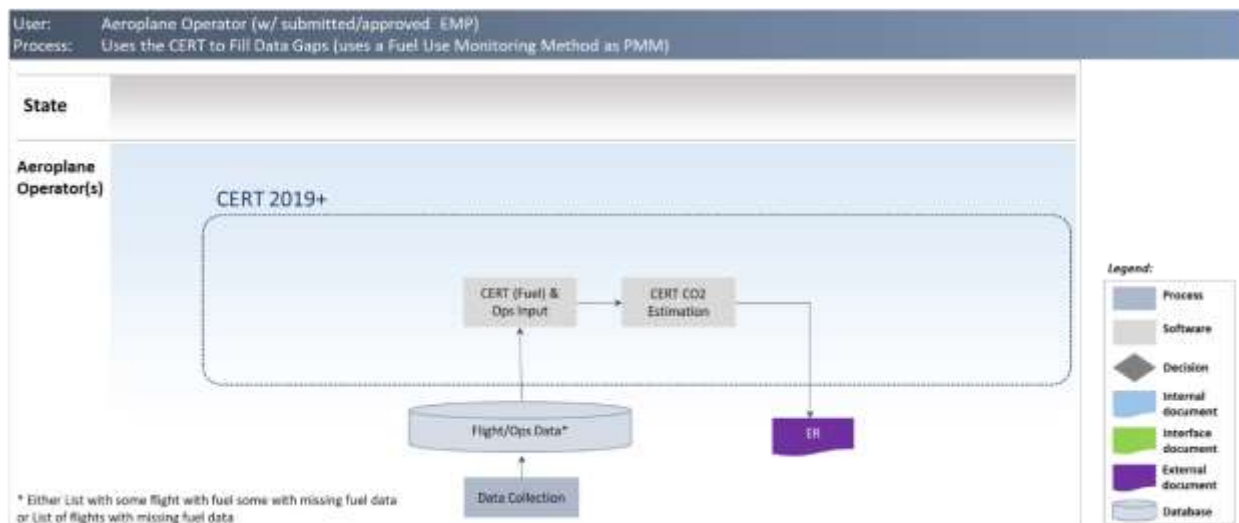 User: Aeroplane Operator (w/ submitted/approved EMP)
Process: Uses the CERT to Fill Data Gaps (uses a Fuel Use Monitoring Method as PMM)
State
Aeroplane
Operator(s)
CERT 2019+
CERT (Fuel) &
Ops Input
CERT CO2
Estimation
Flight/Ops Data*
ER
Data Collection
* Either List with some flight with fuel some with missing fuel data
or List of flights with missing fuel data
Legend:
Process
Software
Decision
Internal
document
Interface
document
External
document
Database